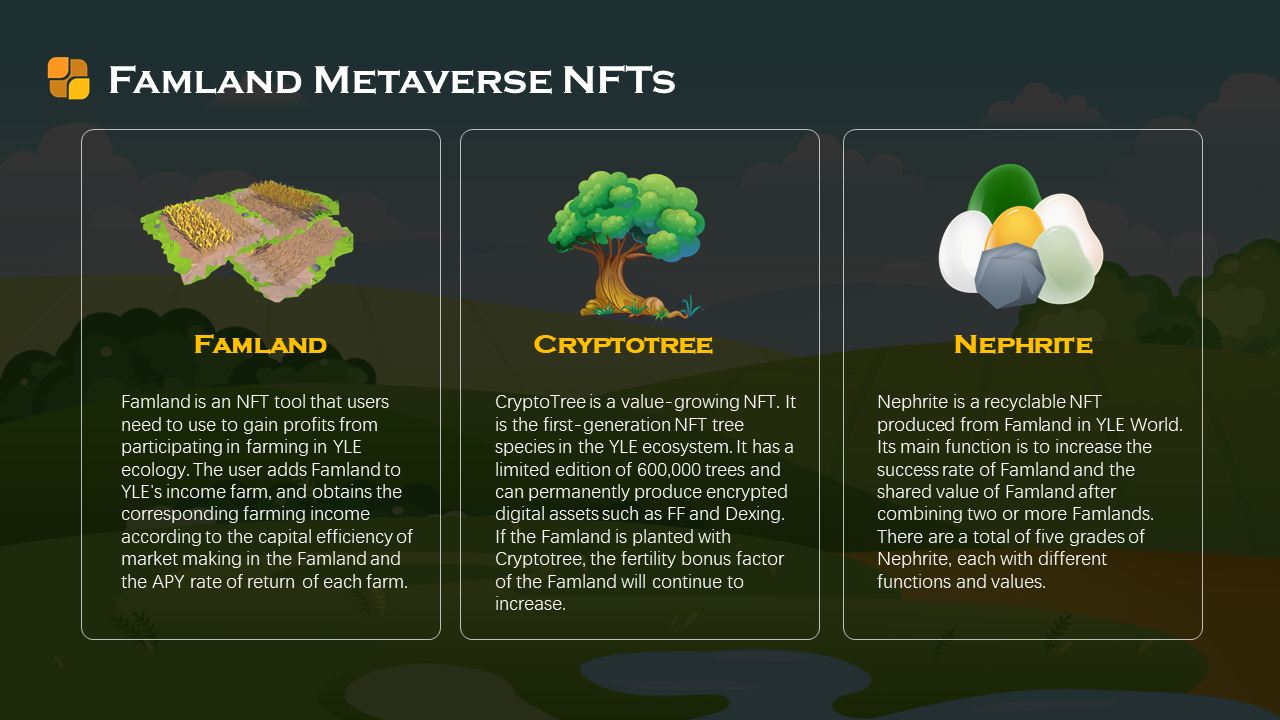 Famland Metaverse NFTs
Famland
Famland is an NFT tool that users
need to use to gain profits from
participating in farming in YLE
ecology. The user adds Famland to
YLE's income farm, and obtains the
corresponding farming income
according to the capital efficiency of
market making in the Famland and
the APY rate of return of each farm.
Cryptotree
CryptoTree is a value-growing NFT. It
is the first-generation NFT tree
species in the YLE ecosystem. It has a
limited edition of 600,000 trees and
can permanently produce encrypted
digital assets such as FF and Dexing.
If the Famland is planted with
Cryptotree, the fertility bonus factor
of the Famland will continue to
increase.
Nephrite
Nephrite is a recyclable NFT
produced from Famland in YLE World.
Its main function is to increase the
success rate of Famland and the
shared value of Famland after
combining two or more Famlands.
There are a total of five grades of
Nephrite, each with different
functions and values.